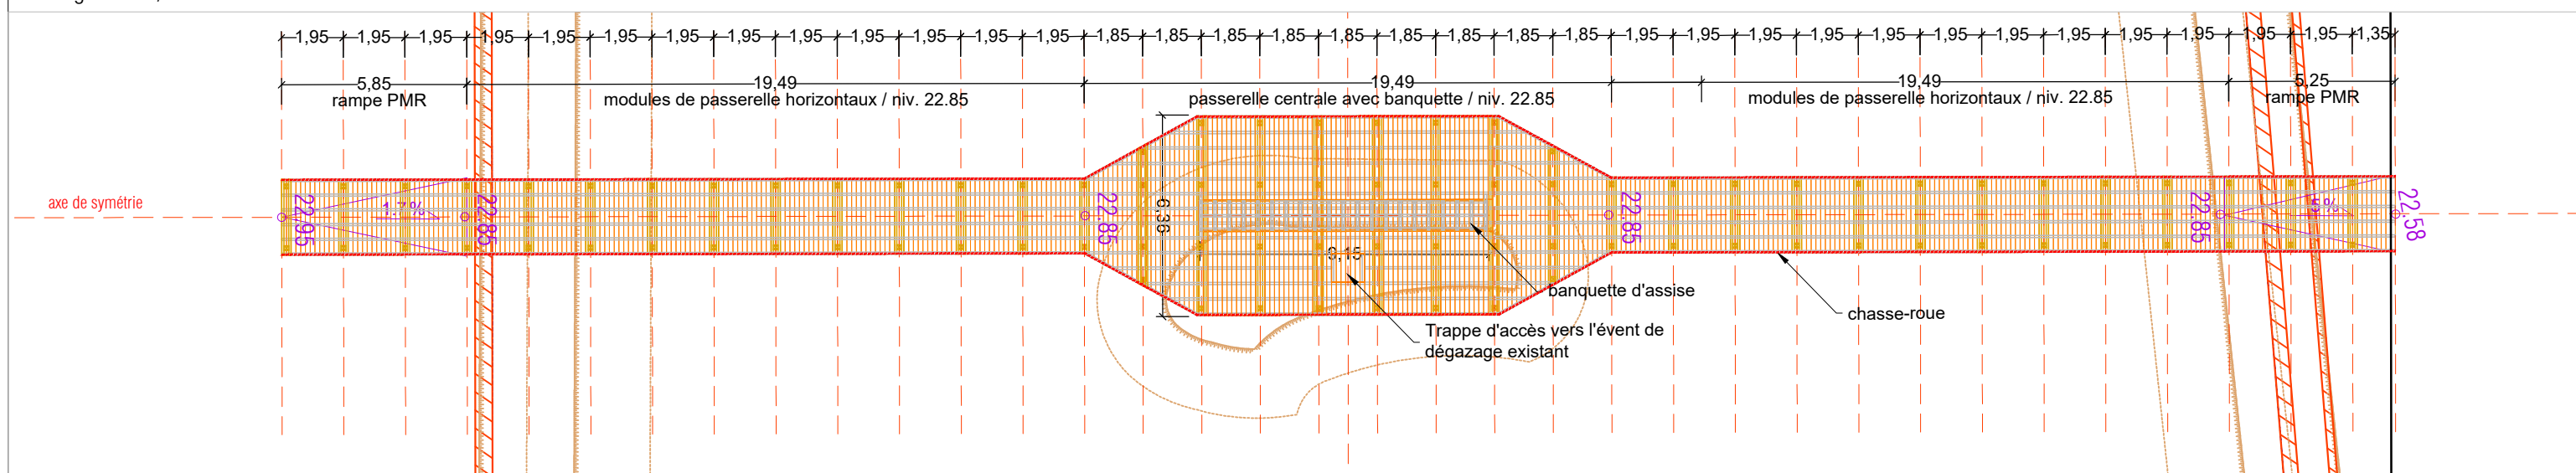 1,95 1,95 1,95 1,95 1,95 1,95 1,95 1,95 1,95 1,95 1,95 1,95 1,95 1,85 1,85 1,85 1,85 1,85 1,85 1,85 1,85 1,85 1,95 1,95 1,95 1,95 1,95 1,95 1,95 1,95 1,95 1,95 1,95 1,95 1,35
5,85 19,49 19,49 19,49 5,25
rampe PMR modules de passerelle horizontaux / niv. 22.85 passerelle centrale avec banquette / niv. 22.85 modules de passerelle horizontaux / niv. 22.85 rampe PMR
axe de symétrie
22.95
1.7%
22.85
22.85
6,36
22.85
22.85
5%
22.58
banquette d'assise
chasse-roue
Trappe d'accès vers l'évent de
dégazage existant